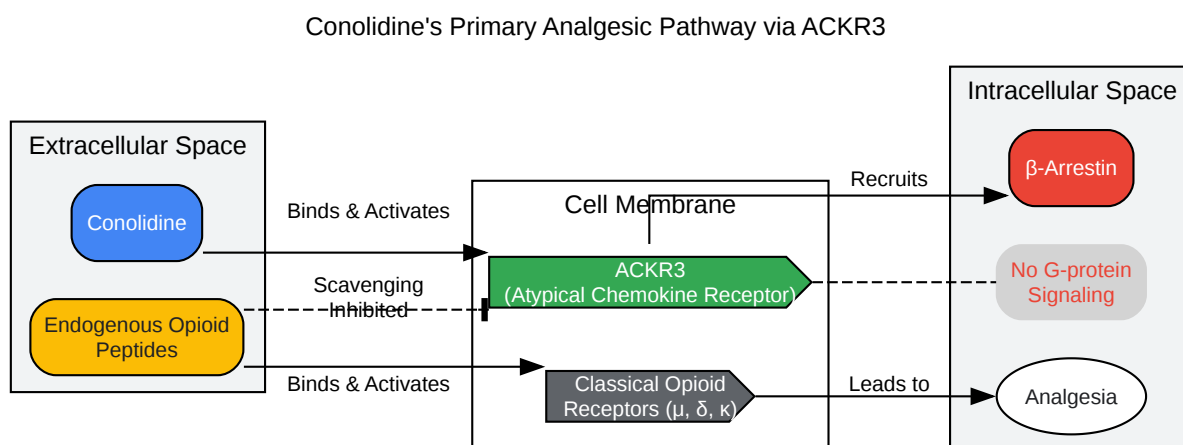 Conolidine's Primary Analgesic Pathway via ACKR3
Extracellular Space
Conolidine
Endogenous Opioid
Peptides
Binds & Activates
Scavenging
Inhibited
Binds & Activates
Cell Membrane
ACKR3
(Atypical Chemokine Receptor)
Classical Opioid
Receptors (μ, δ, κ)
Recruits
Leads to
Intracellular Space
β-Arrestin
No G-protein
Signaling
Analgesia